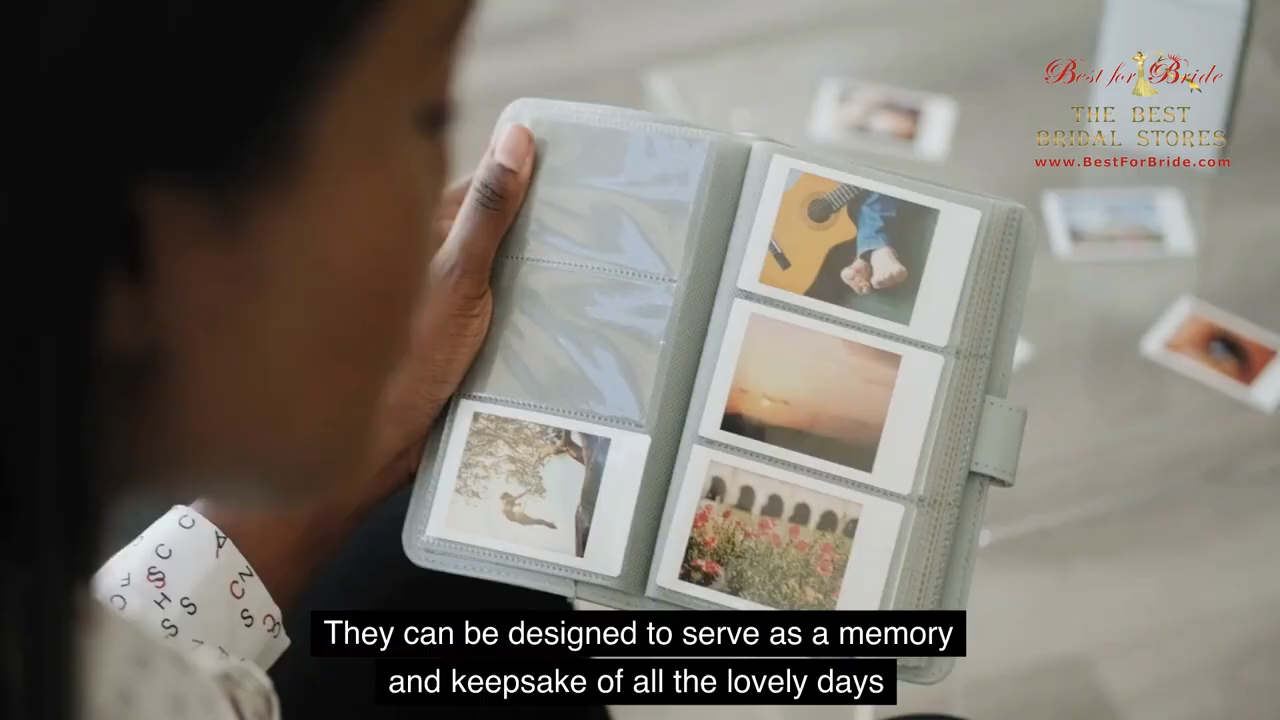 Best for Bride
THE BEST
BRIDAL STORES
www.BestForBride.com
They can be designed to serve as a memory
and keepsake of all the lovely days